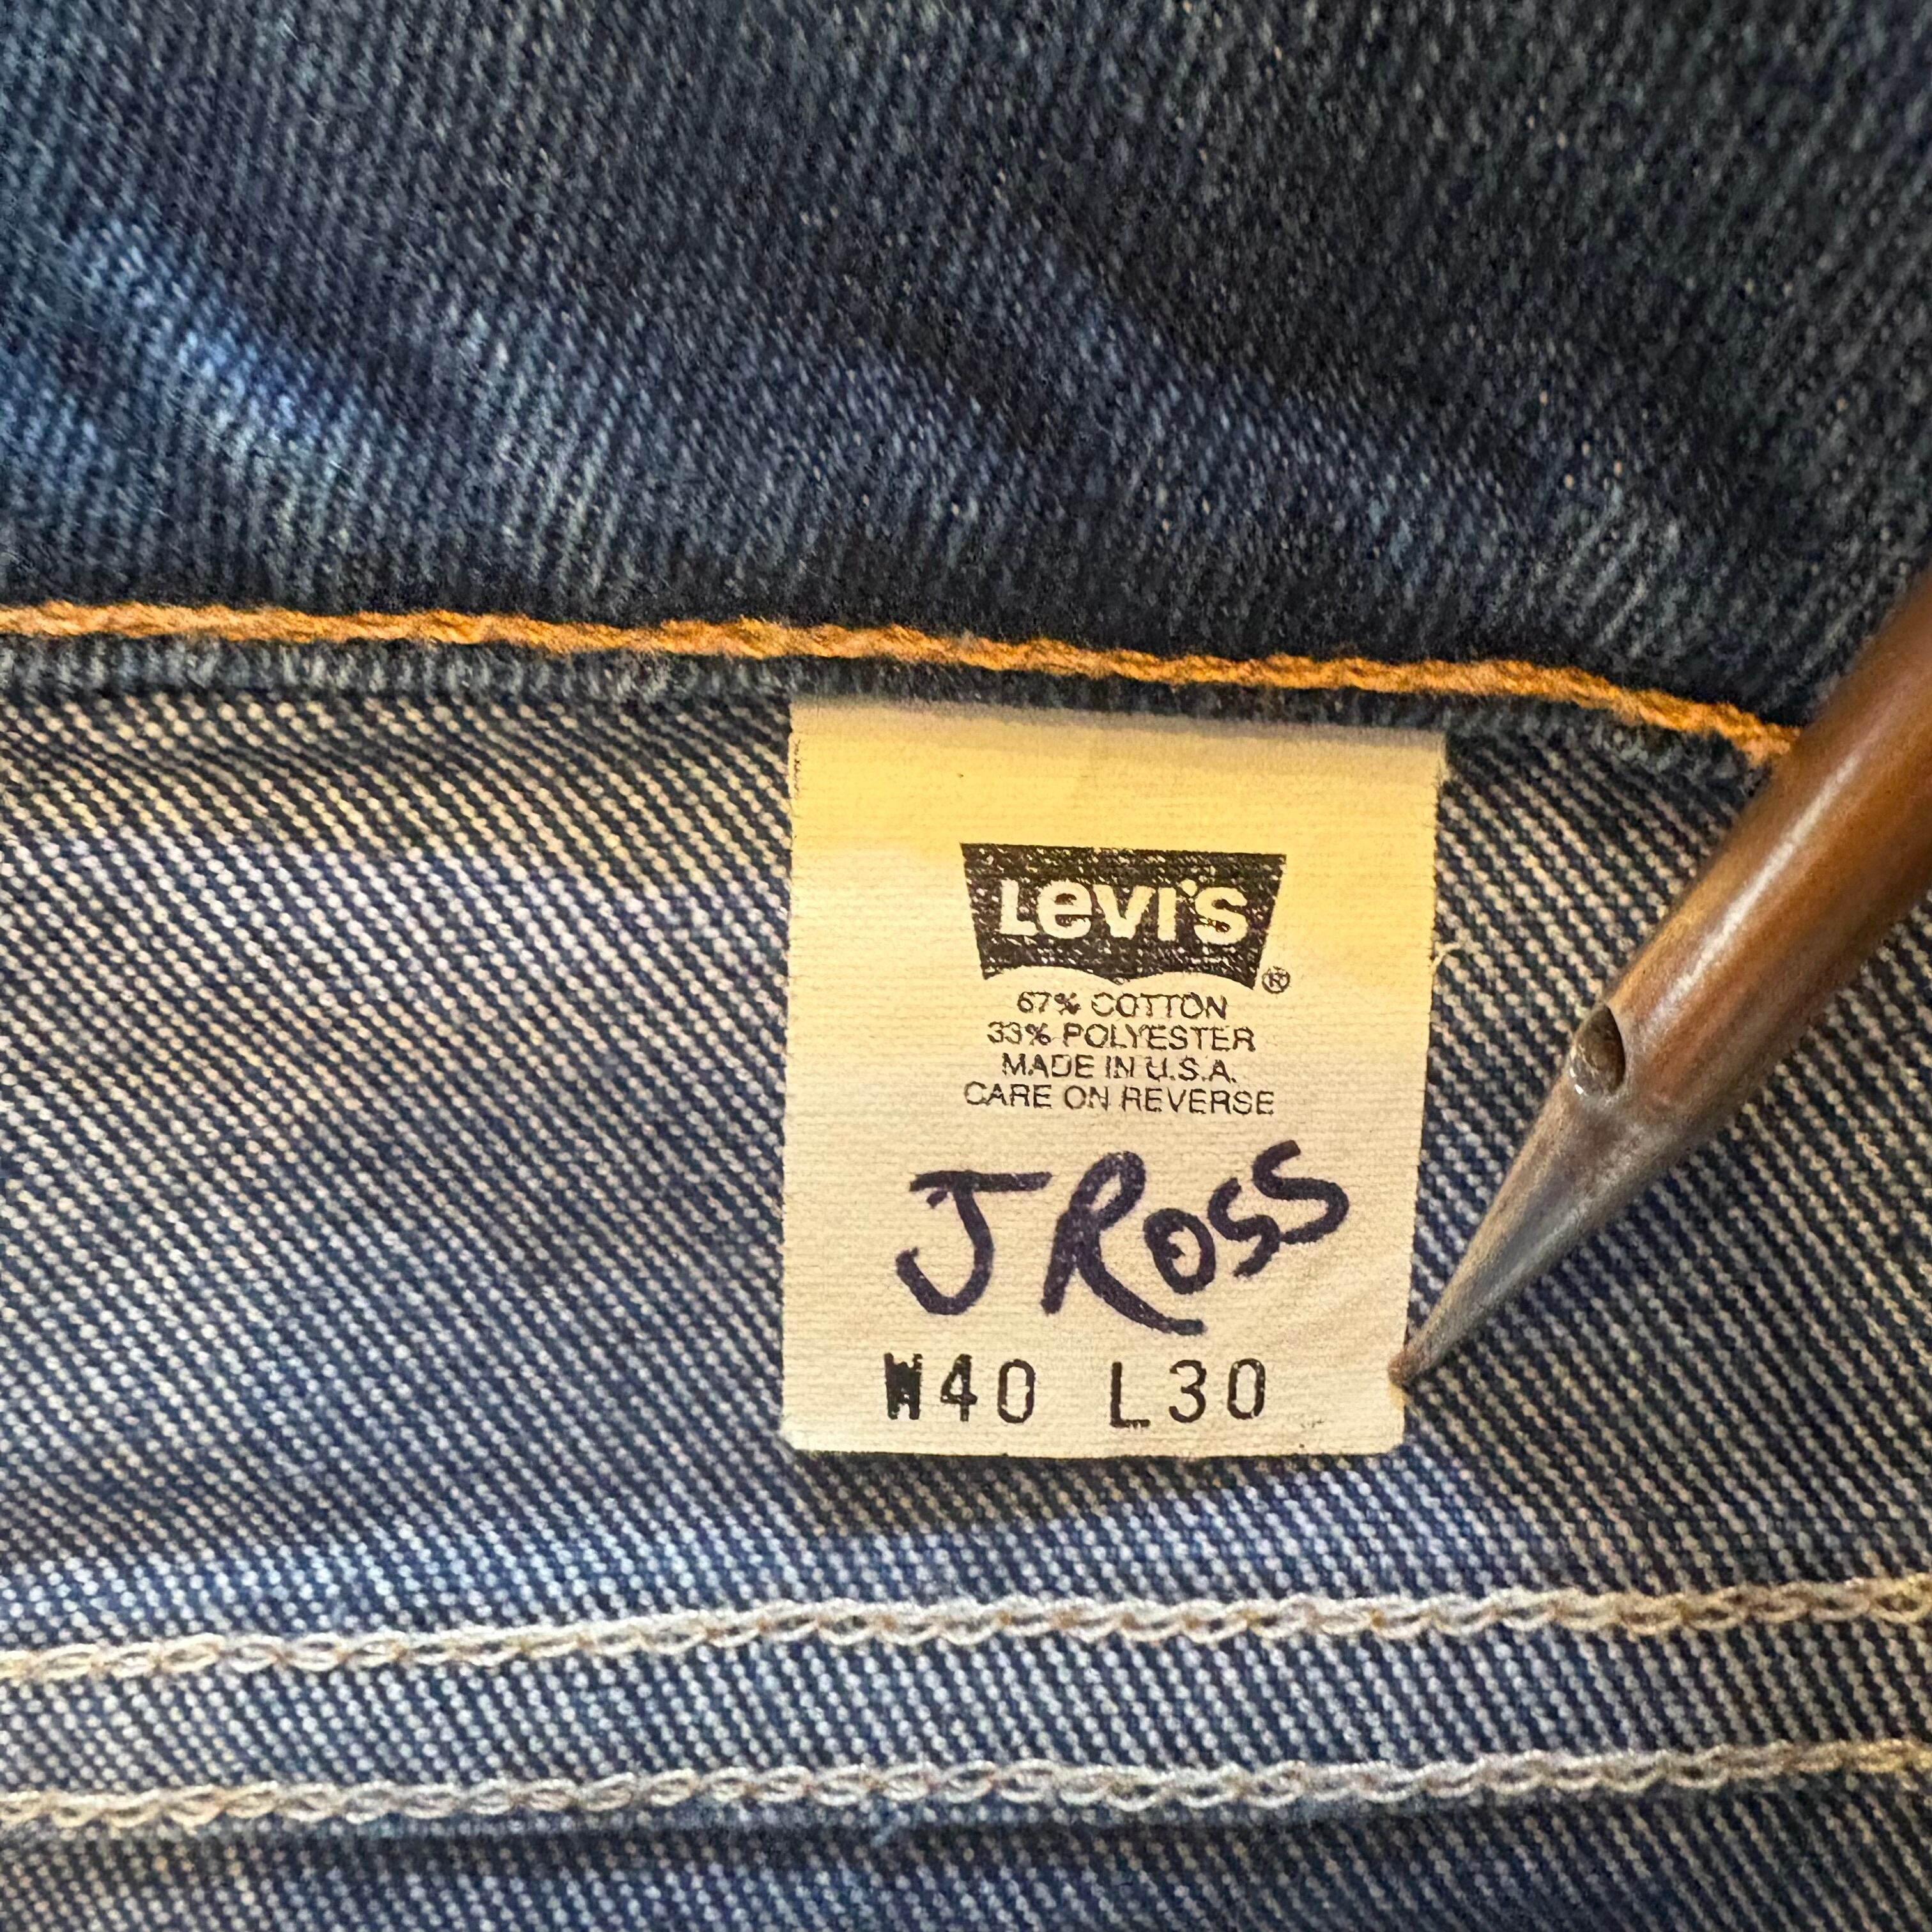 Levi's®
67% COTTON
33% POLYESTER
MADE IN U.S.A.
CARE ON REVERSE
J Ross
W40 L30